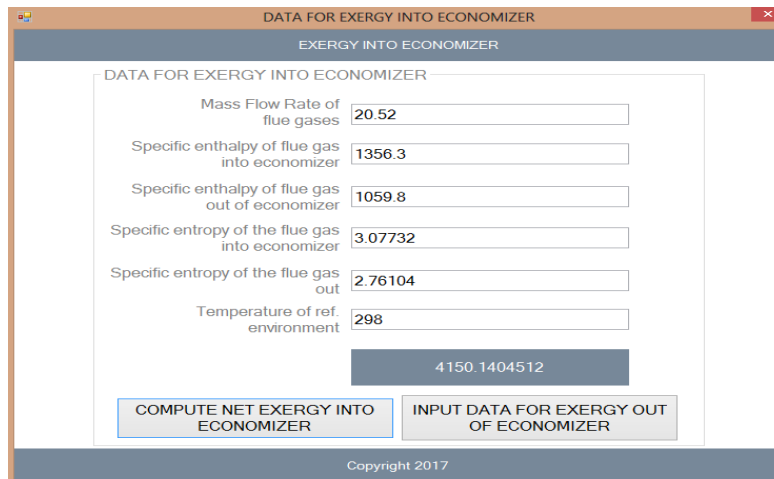 DATA FOR EXERGY INTO ECONOMIZER
EXERGY INTO ECONOMIZER
DATA FOR EXERGY INTO ECONOMIZER
Mass Flow Rate of
flue gases
20.52
Specific enthalpy of flue gas
into economizer
1356.3
Specific enthalpy of flue gas
out of economizer
1059.8
Specific entropy of the flue gas
into economizer
3.07732
Specific entropy of the flue gas
out
2.76104
Temperature of ref.
environment
298
4150.1404512
COMPUTE NET EXERGY INTO
ECONOMIZER
INPUT DATA FOR EXERGY OUT
OF ECONOMIZER
Copyright 2017